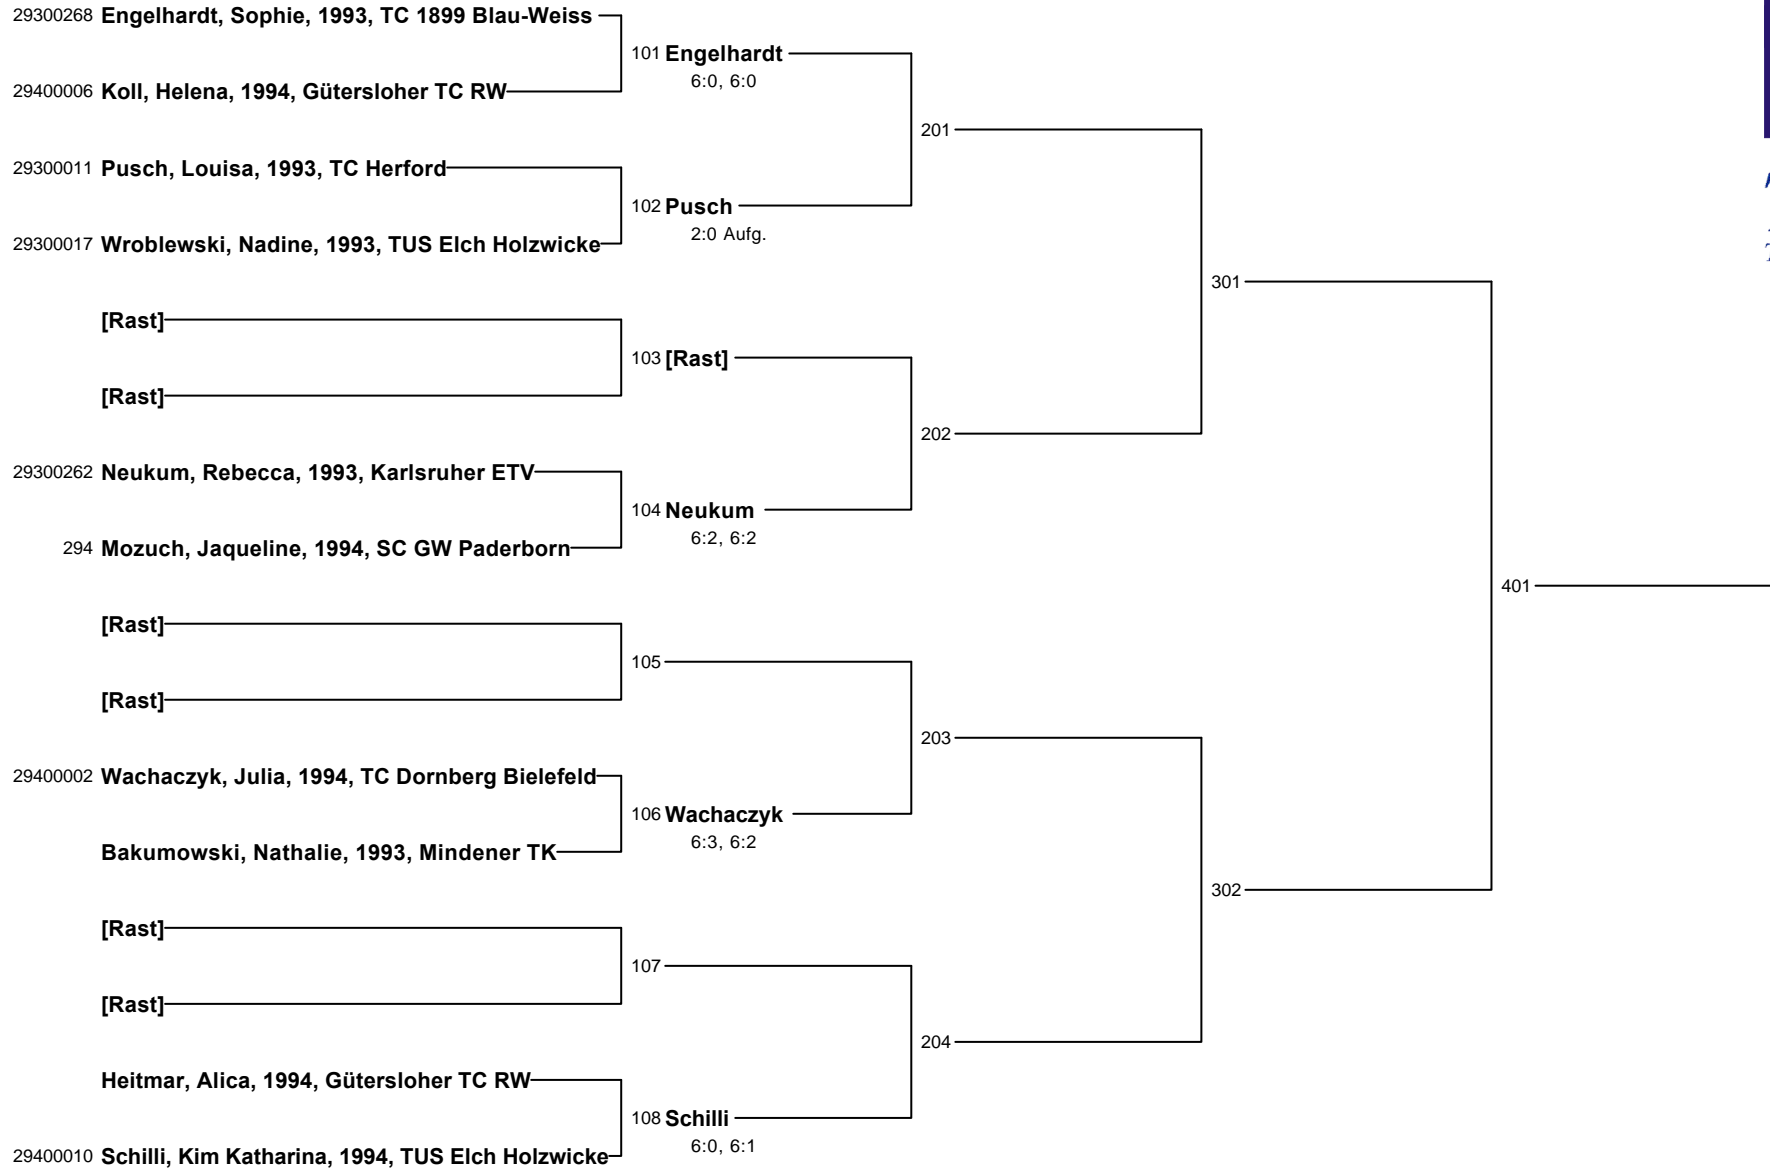 29300268 Engelhardt, Sophie, 1993, TC 1899 Blau-Weiss
101 Engelhardt
6:0, 6:0
29400006 Koll, Helena, 1994, Gütersloher TC RW
201
29300011 Pusch, Louisa, 1993, TC Herford
102 Pusch
2:0 Aufg.
29300017 Wroblewski, Nadine, 1993, TUS Elch Holzwicke
301
[Rast]
103 [Rast]
[Rast]
202
29300262 Neukum, Rebecca, 1993, Karlsruher ETV
104 Neukum
6:2, 6:2
294 Mozuch, Jaqueline, 1994, SC GW Paderborn
401
[Rast]
105
[Rast]
203
29400002 Wachaczyk, Julia, 1994, TC Dornberg Bielefeld
106 Wachaczyk
6:3, 6:2
Bakumowski, Nathalie, 1993, Mindener TK
302
[Rast]
107
[Rast]
204
Heitmar, Alica, 1994, Gütersloher TC RW
108 Schilli
6:0, 6:1
29400010 Schilli, Kim Katharina, 1994, TUS Elch Holzwicke